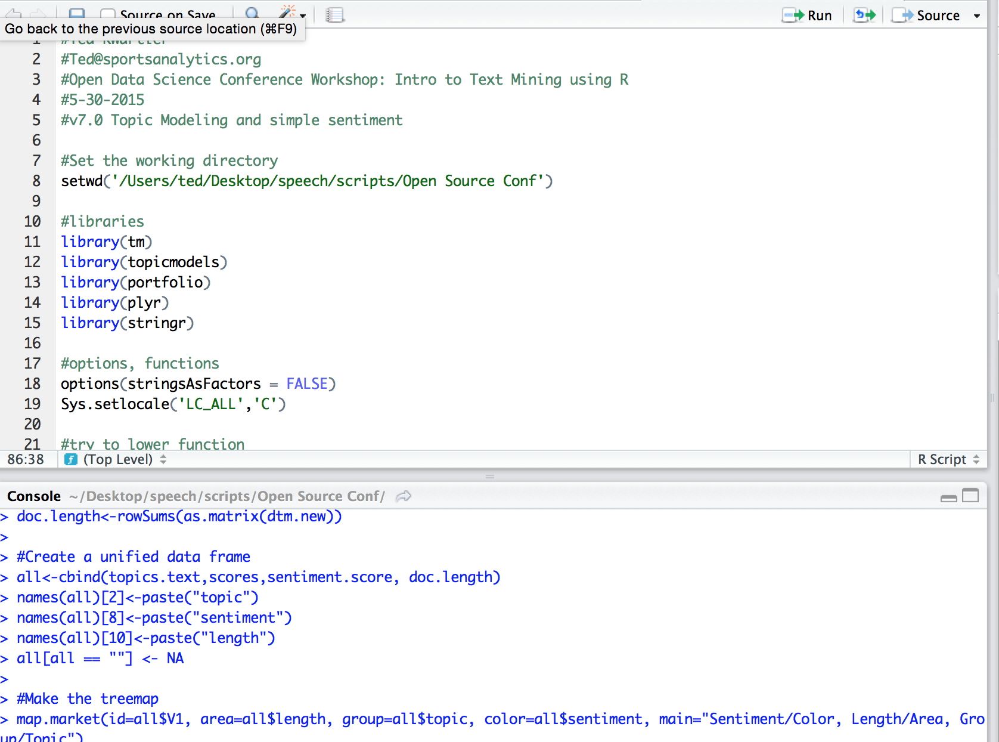 Source on Save
Run
Source
Go back to the previous source location (⌘F9)
1 #Ted Kwartler
2 #Ted@sportsanalytics.org
3 #Open Data Science Conference Workshop: Intro to Text Mining using R
4 #5-30-2015
5 #v7.0 Topic Modeling and simple sentiment
6
7 #Set the working directory
8 setwd('/Users/ted/Desktop/speech/scripts/Open Source Conf')
9
10 #libraries
11 library(tm)
12 library(topicmodels)
13 library(portfolio)
14 library(plyr)
15 library(stringr)
16
17 #options, functions
18 options(stringsAsFactors = FALSE)
19 Sys.setlocale('LC_ALL','C')
20
21 #try to lower function
86:38 (Top Level) R Script
Console ~/Desktop/speech/scripts/Open Source Conf/
> doc.length<-rowSums(as.matrix(dtm.new))
>
> #Create a unified data frame
> all<-cbind(topics.text,scores,sentiment.score, doc.length)
> names(all)[2]<-paste("topic")
> names(all)[8]<-paste("sentiment")
> names(all)[10]<-paste("length")
> all[all == ""] <- NA
>
> #Make the treemap
> map.market(id=all$V1, area=all$length, group=all$topic, color=all$sentiment, main="Sentiment/Color, Length/Area, Gro
up/Topic")